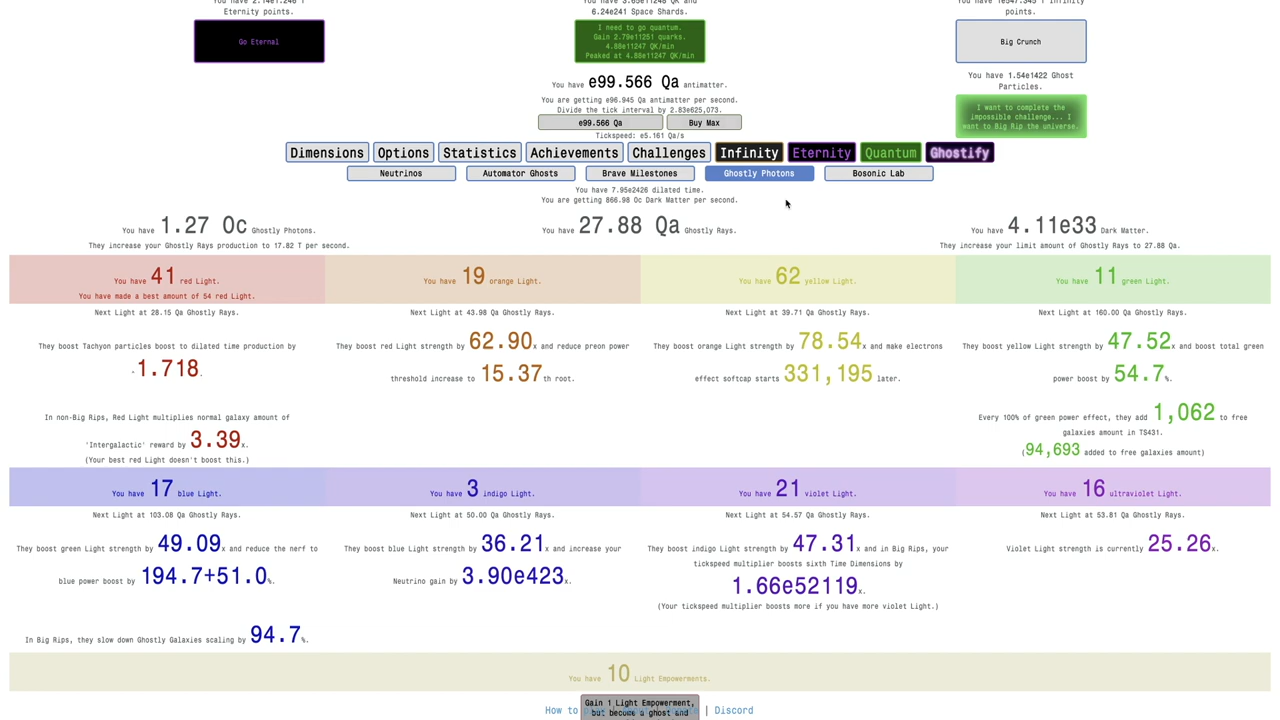 Eternity points.
Go Eternal
6.24e241 Space Shards.
I need to go quantum.
Gain 2.79e11251 quarks.
4.88e11247 QK/min
Peaked at 4.88e11247 QK/min
points.
Big Crunch
You have e99.566 Qa antimatter.
You have 1.54e1422 Ghost
Particles.
You are getting e96.945 Qa antimatter per second.
Divide the tick interval by 2.83e625,073.
I want to complete the
impossible challenge... I
want to Big Rip the universe.
e99.566 Qa Buy Max
Tickspeed: e5.161 Qa/s
Dimensions Options Statistics Achievements Challenges Infinity Eternity Quantum Ghostify
Neutrinos Automator Ghosts Brave Milestones Ghostly Photons Bosonic Lab
You have 7.95e2426 dilated time.
You are getting 866.98 Oc Dark Matter per second.
You have 1.27 Oc Ghostly Photons. You have 27.88 Qa Ghostly Rays. You have 4.11e33 Dark Matter.
They increase your Ghostly Rays production to 17.82 T per second. They increase your limit amount of Ghostly Rays to 27.88 Qa.
You have 41 red Light. You have 19 orange Light. You have 62 yellow Light. You have 11 green Light.
You have made a best amount of 54 red Light.
Next Light at 28.15 Qa Ghostly Rays. Next Light at 43.98 Qa Ghostly Rays. Next Light at 39.71 Qa Ghostly Rays. Next Light at 160.00 Qa Ghostly Rays.
They boost Tachyon particles boost to dilated time production by They boost red Light strength by 62.90x and reduce preon power They boost orange Light strength by 78.54x and make electrons They boost yellow Light strength by 47.52x and boost total green
^1.718. threshold increase to 15.37th root. effect softcap starts 331,195 later. power boost by 54.7%.
In non-Big Rips, Red Light multiplies normal galaxy amount of Every 100% of green power effect, they add 1,062 to free
'Intergalactic' reward by 3.39x. galaxies amount in TS431.
(Your best red Light doesn't boost this.) (94,693 added to free galaxies amount)
You have 17 blue Light. You have 3 indigo Light. You have 21 violet Light. You have 16 ultraviolet Light.
Next Light at 103.08 Qa Ghostly Rays. Next Light at 50.00 Qa Ghostly Rays. Next Light at 54.57 Qa Ghostly Rays. Next Light at 53.81 Qa Ghostly Rays.
They boost green Light strength by 49.09x and reduce the nerf to They boost blue Light strength by 36.21x and increase your They boost indigo Light strength by 47.31x and in Big Rips, your Violet Light strength is currently 25.26x.
blue power boost by 194.7+51.0%. Neutrino gain by 3.90e423x. tickspeed multiplier boosts sixth Time Dimensions by
1.66e52119x.
(Your tickspeed multiplier boosts more if you have more violet Light.)
In Big Rips, they slow down Ghostly Galaxies scaling by 94.7%.
You have 10 Light Empowerments.
Gain 1 Light Empowerment,
but become a ghost and
How to | Discord